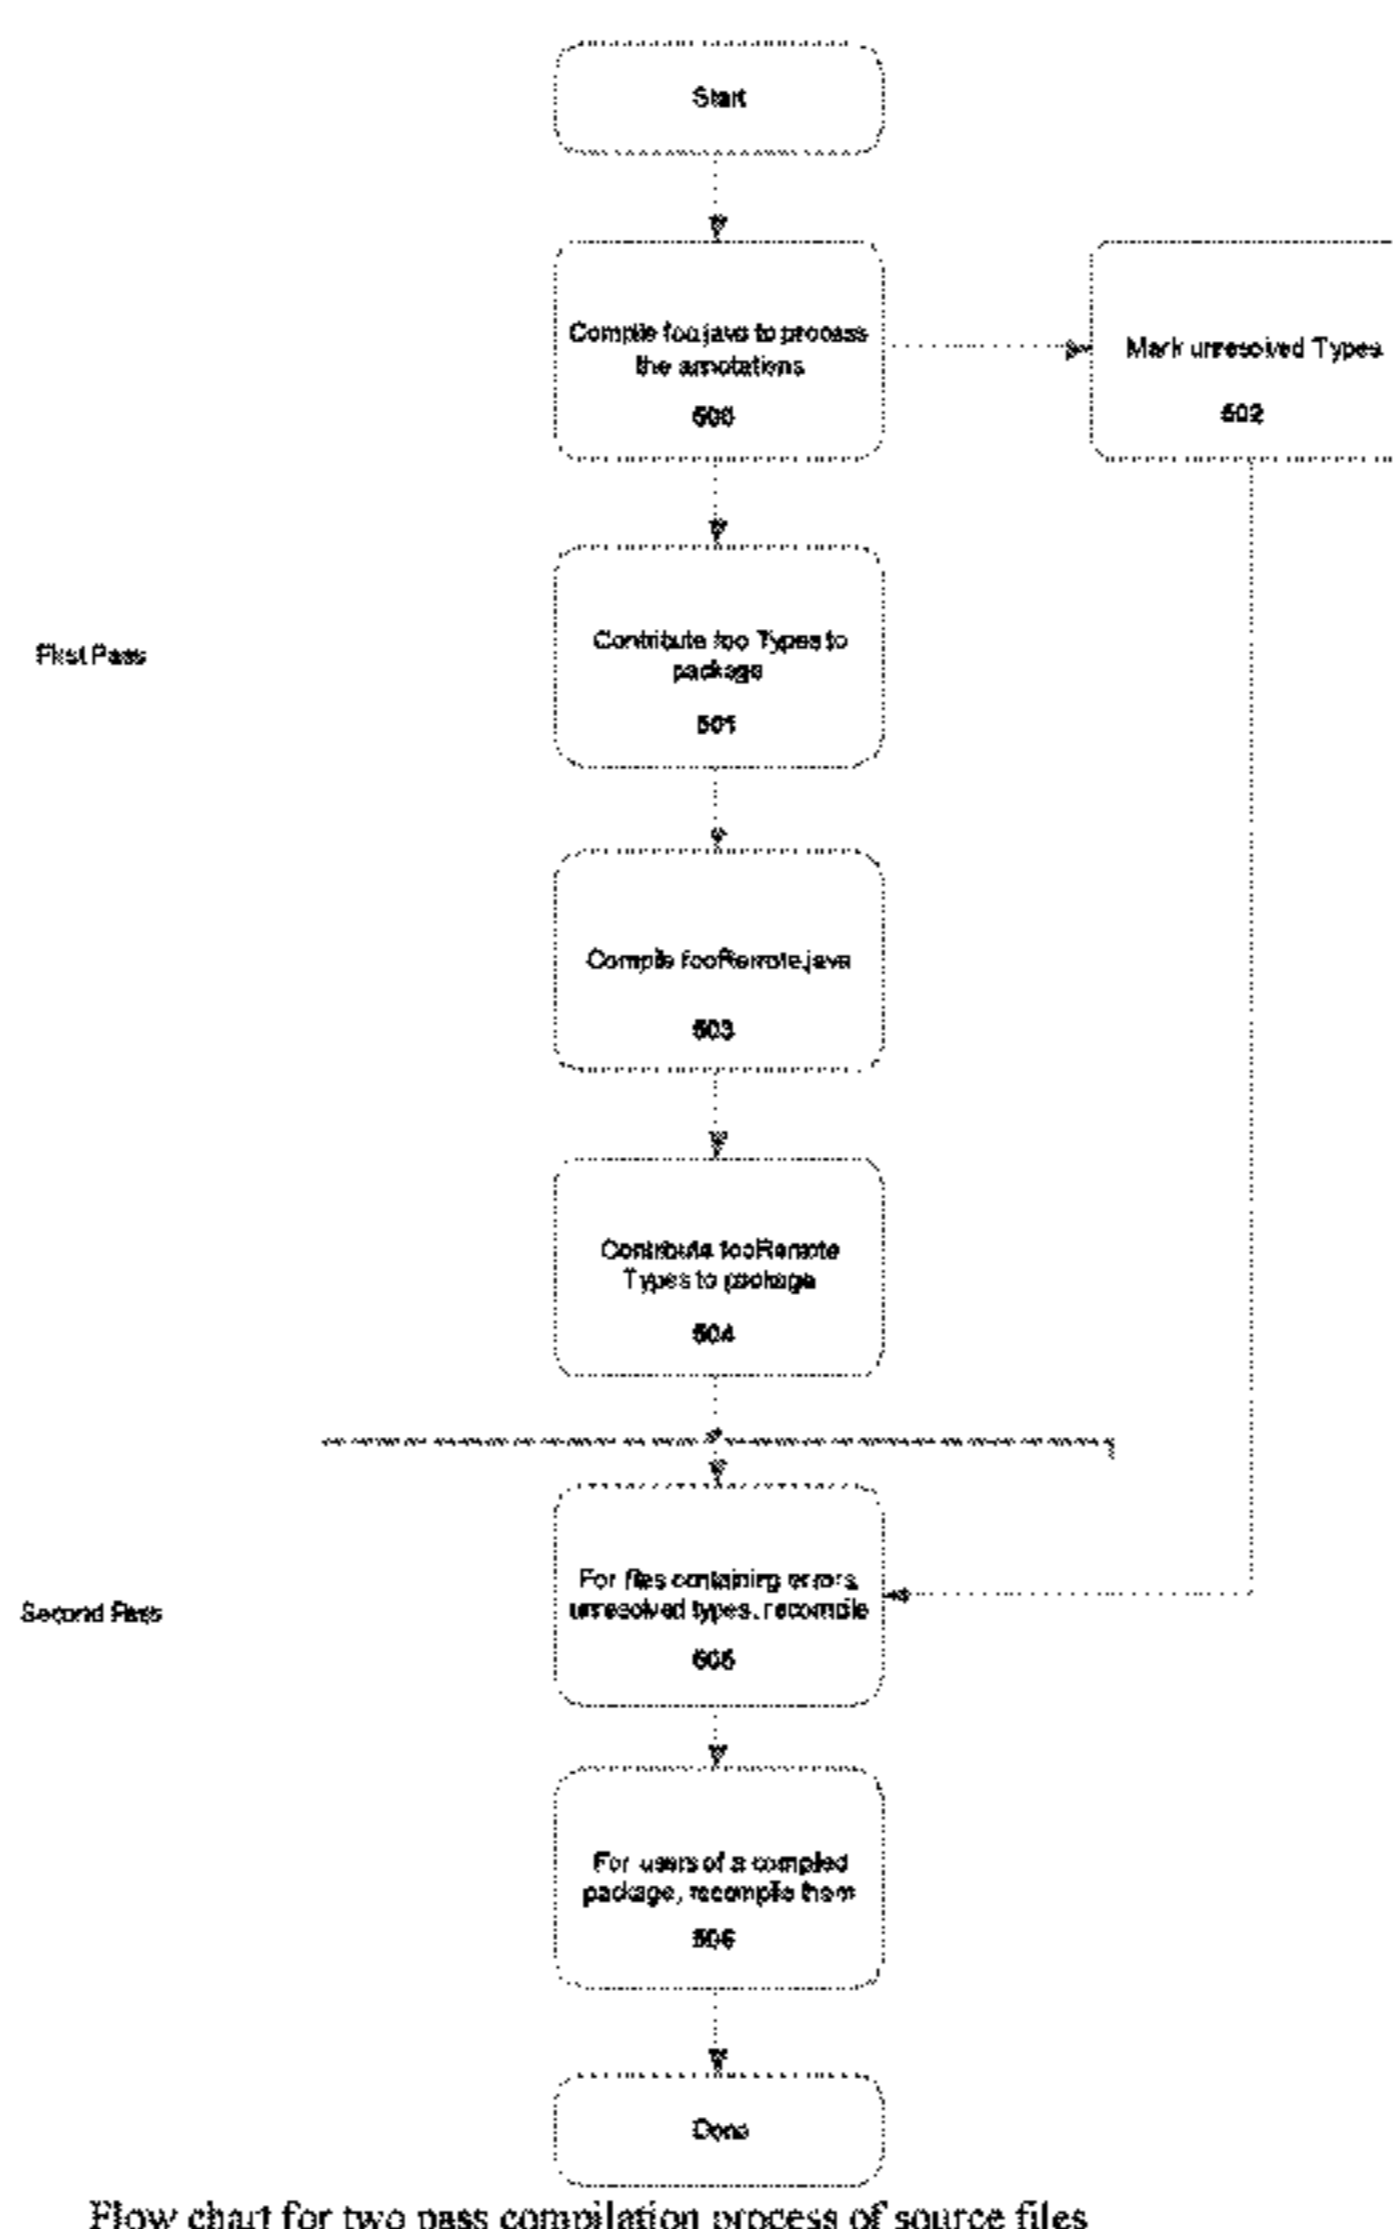 Start
Compile foo.java to process
the annotations
500
Mark unresolved Types
502
First Pass
Contribute foo Types to
package
501
Compile fooRemote.java
503
Contribute fooRemote
Types to package
504
Second Pass
For files containing errors,
unresolved types, recompile
505
For users of a compiled
package, recompile them
506
Done
Flow chart for two pass compilation process of source files